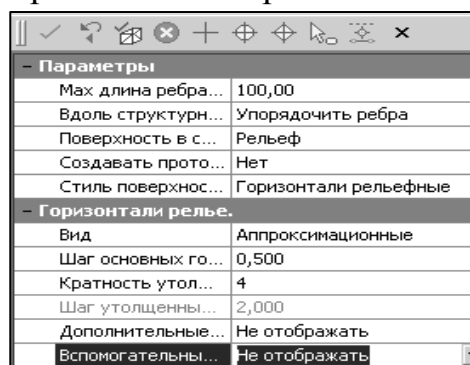 – Параметры
Max длина ребра... 100,00
Вдоль структурн... Упорядочить ребра
Поверхность в с... Рельеф
Создавать прото... Нет
Стиль поверхнос... Горизонтали рельефные
– Горизонтали релье.
Вид Аппроксимационные
Шаг основных го... 0,500
Кратность утол... 4
Шаг утолщенны... 2,000
Дополнительные... Не отображать
Вспомогательны... Не отображать